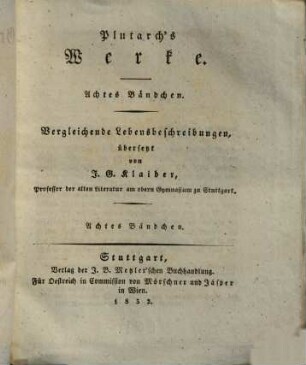 Plutarch's
Werke.
Achtes Bändchen.
Vergleichende Lebensbeschreibungen,
übersetzt
von
J. G. Klaiber,
Professor der alten Literatur am obern Gymnasium zu Stuttgart.
Achtes Bändchen.
Stuttgart,
Verlag der J. B. Metzler'schen Buchhandlung.
Für Oestreich in Commission von Mörschner und Jasper
in Wien.
1832.